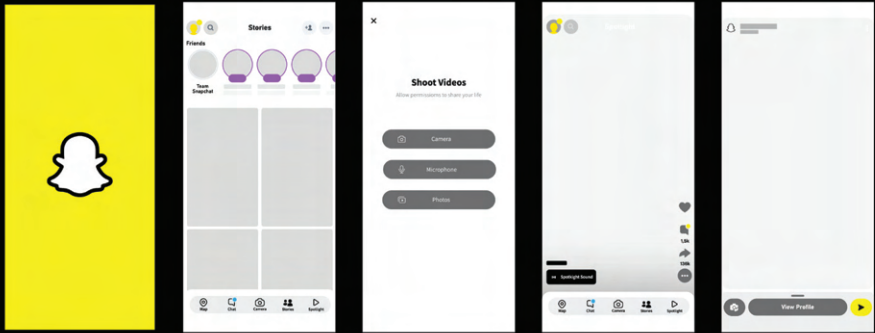 Stories
Friends
Team
Snapchat
Map
Chat
Camera
Stories
Spotlight
Shoot Videos
Allow permissions to share your life
Camera
Microphone
Photos
Spotlight Sound
Map
Chat
Camera
Stories
Spotlight
View Profile